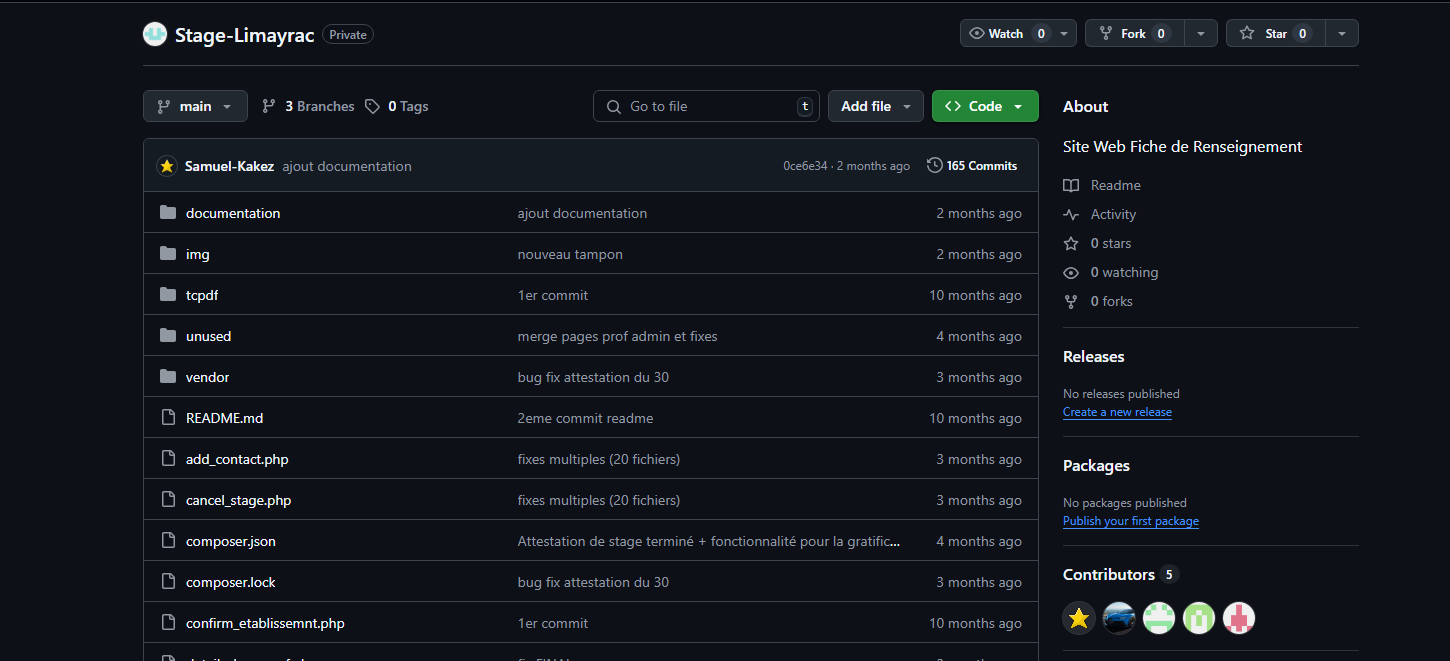 Stage-Limayrac Private Watch 0 Fork 0 Star 0
main 3 Branches 0 Tags Go to file t Add file Code
Samuel-Kakez ajout documentation 0ce6e34 · 2 months ago 165 Commits
documentation ajout documentation 2 months ago
img nouveau tampon 2 months ago
tcpdf 1er commit 10 months ago
unused merge pages prof admin et fixes 4 months ago
vendor bug fix attestation du 30 3 months ago
README.md 2eme commit readme 10 months ago
add_contact.php fixes multiples (20 fichiers) 3 months ago
cancel_stage.php fixes multiples (20 fichiers) 3 months ago
composer.json Attestation de stage terminé + fonctionnalité pour la gratific... 4 months ago
composer.lock bug fix attestation du 30 3 months ago
confirm_etablissemnt.php 1er commit 10 months ago
About
Site Web Fiche de Renseignement
Readme
Activity
0 stars
0 watching
0 forks
Releases
No releases published
Create a new release
Packages
No packages published
Publish your first package
Contributors 5